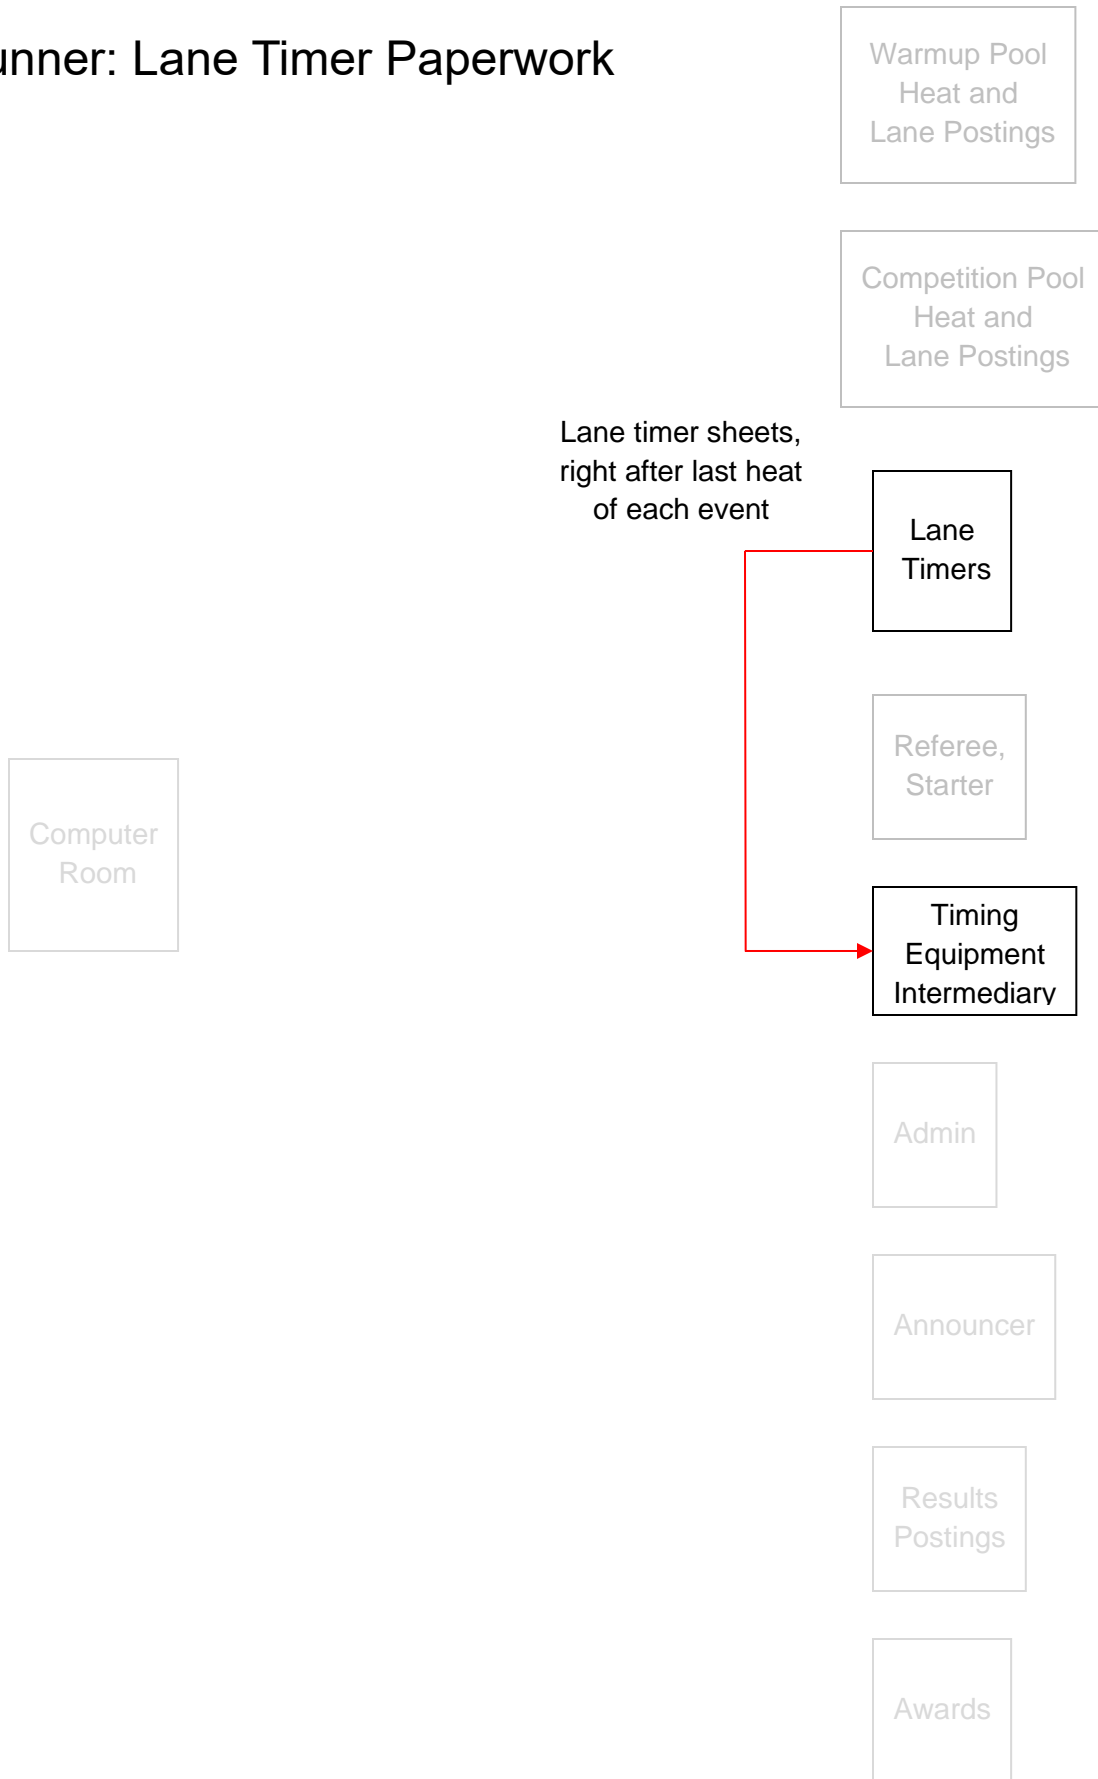 unner: Lane Timer Paperwork
Warmup Pool
Heat and
Lane Postings
Competition Pool
Heat and
Lane Postings
Lane timer sheets,
right after last heat
of each event
Lane
Timers
Referee,
Starter
Computer
Room
Timing
Equipment
Intermediary
Admin
Announcer
Results
Postings
Awards